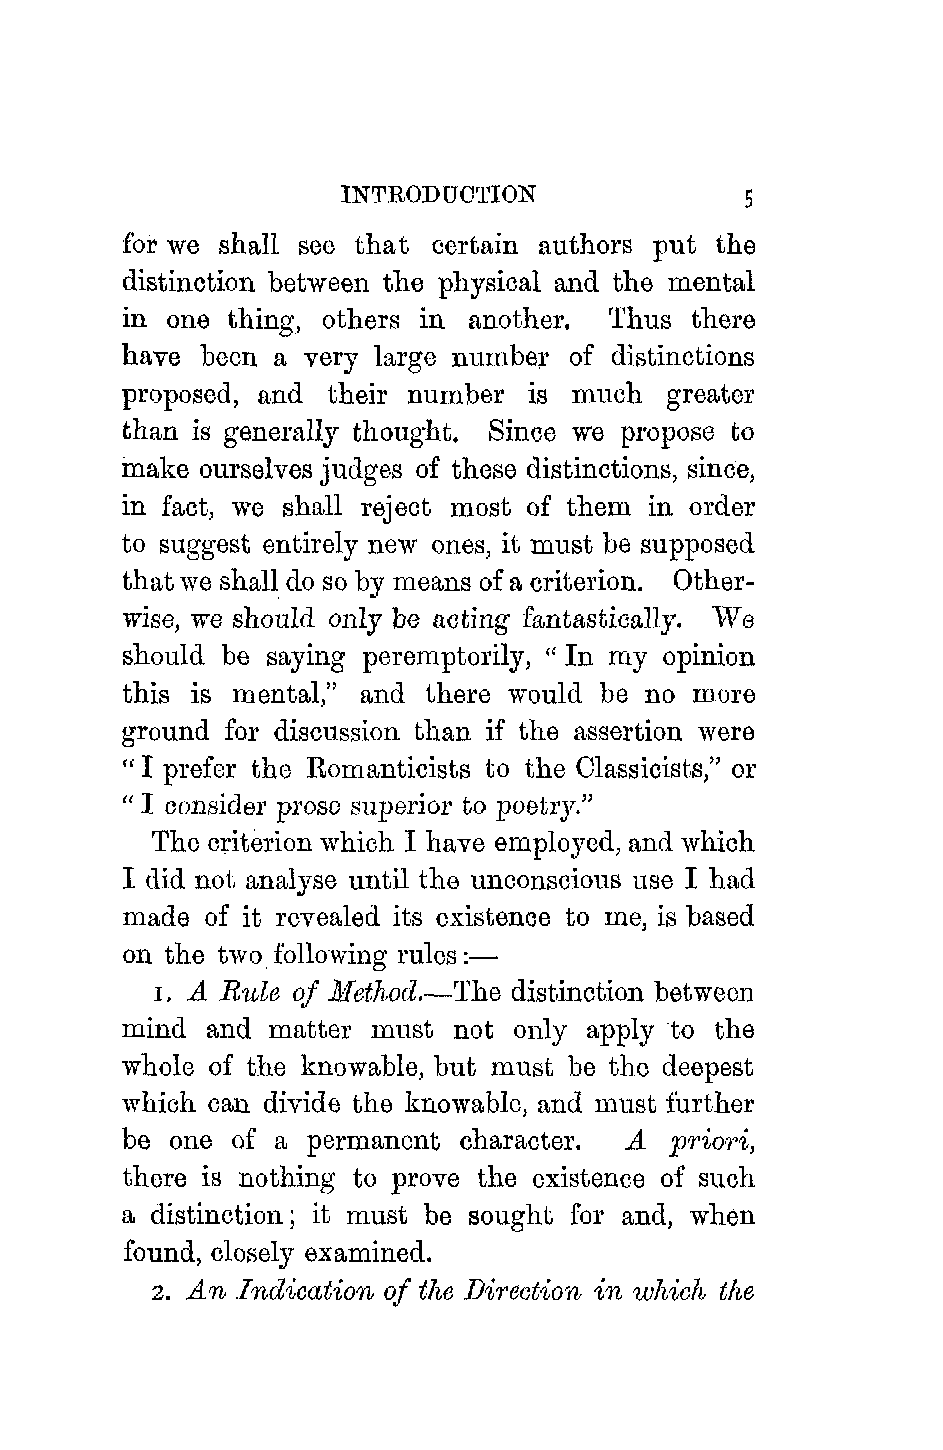 INTRODUCTION 5
for we shall see that certain authors put the
distinction between the physical and the mental
in one thing, others in another. Thus there
have been a very large number of distinctions
proposed, and their number is much greater
than is generally thought. Since we propose to
make ourselves judges of these distinctions, since,
in fact, we shall reject most of them in order
to suggest entirely new ones, it must be supposed
that we shall do so by means of a criterion. Other-
wise, we should only be acting fantastically. We
should be saying peremptorily, “In my opinion
this is mental,” and there would be no more
ground for discussion than if the assertion were
“I prefer the Romanticists to the Classicists,” or
“I consider prose superior to poetry.”
The criterion which I have employed, and which
I did not analyse until the unconscious use I had
made of it revealed its existence to me, is based
on the two following rules:—
1. A Rule of Method.—The distinction between
mind and matter must not only apply to the
whole of the knowable, but must be the deepest
which can divide the knowable, and must further
be one of a permanent character. A priori,
there is nothing to prove the existence of such
a distinction; it must be sought for and, when
found, closely examined.
2. An Indication of the Direction in which the